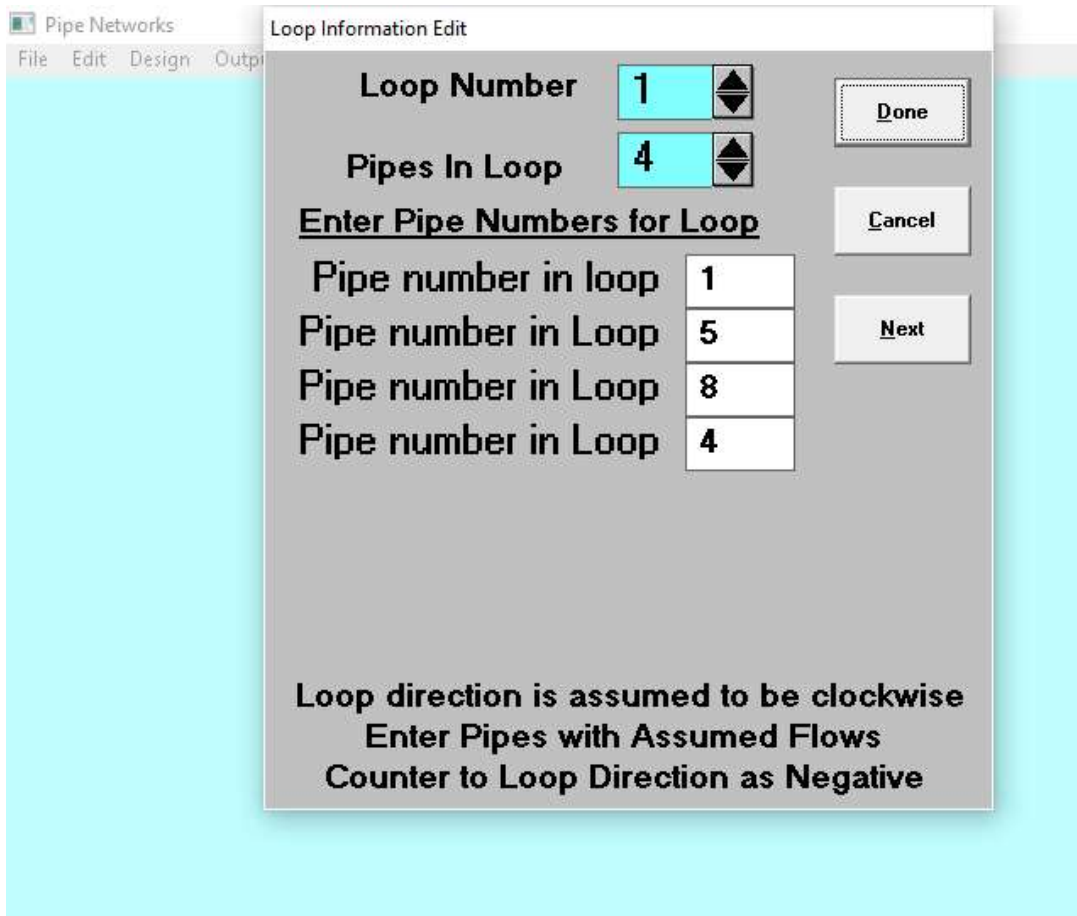 Pipe Networks
Loop Information Edit
File Edit Design Outp
Loop Number 1
Done
Pipes In Loop 4
Enter Pipe Numbers for Loop
Cancel
Pipe number in loop 1
Pipe number in Loop 5
Next
Pipe number in Loop 8
Pipe number in Loop 4
Loop direction is assumed to be clockwise
Enter Pipes with Assumed Flows
Counter to Loop Direction as Negative